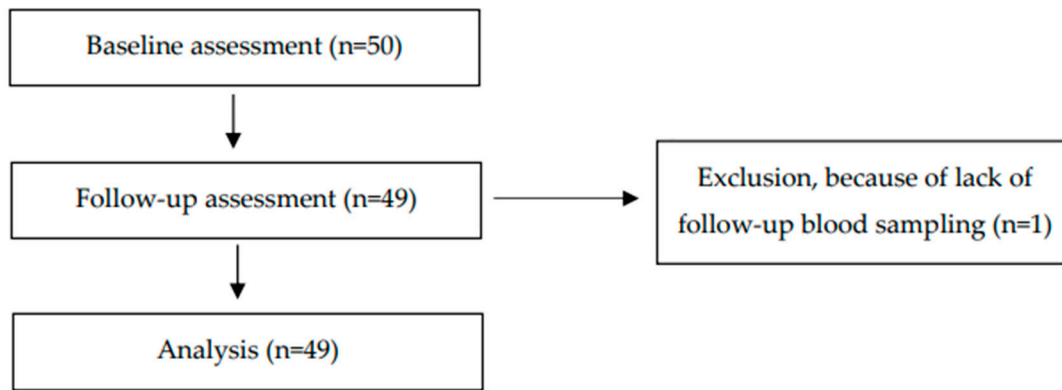 Baseline assessment (n=50)
Follow-up assessment (n=49)
Exclusion, because of lack of
follow-up blood sampling (n=1)
Analysis (n=49)